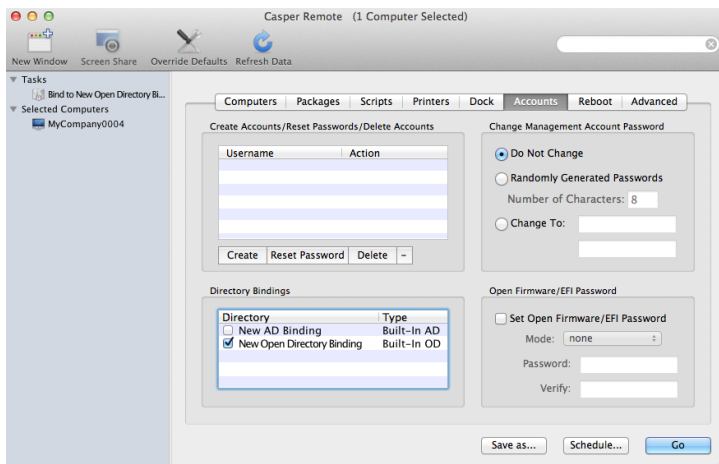 Casper Remote (1 Computer Selected)
New Window Screen Share Override Defaults Refresh Data
Tasks
Bind to New Open Directory Bi...
Selected Computers
MyCompany0004
Computers Packages Scripts Printers Dock Accounts Reboot Advanced
Create Accounts/Reset Passwords/Delete Accounts
Username Action
Create Reset Password Delete –
Change Management Account Password
Do Not Change
Randomly Generated Passwords
Number of Characters: 8
Change To:
Directory Bindings
Directory Type
New AD Binding Built-In AD
New Open Directory Binding Built-In OD
Open Firmware/EFI Password
Set Open Firmware/EFI Password
Mode: none
Password:
Verify:
Save as... Schedule... Go